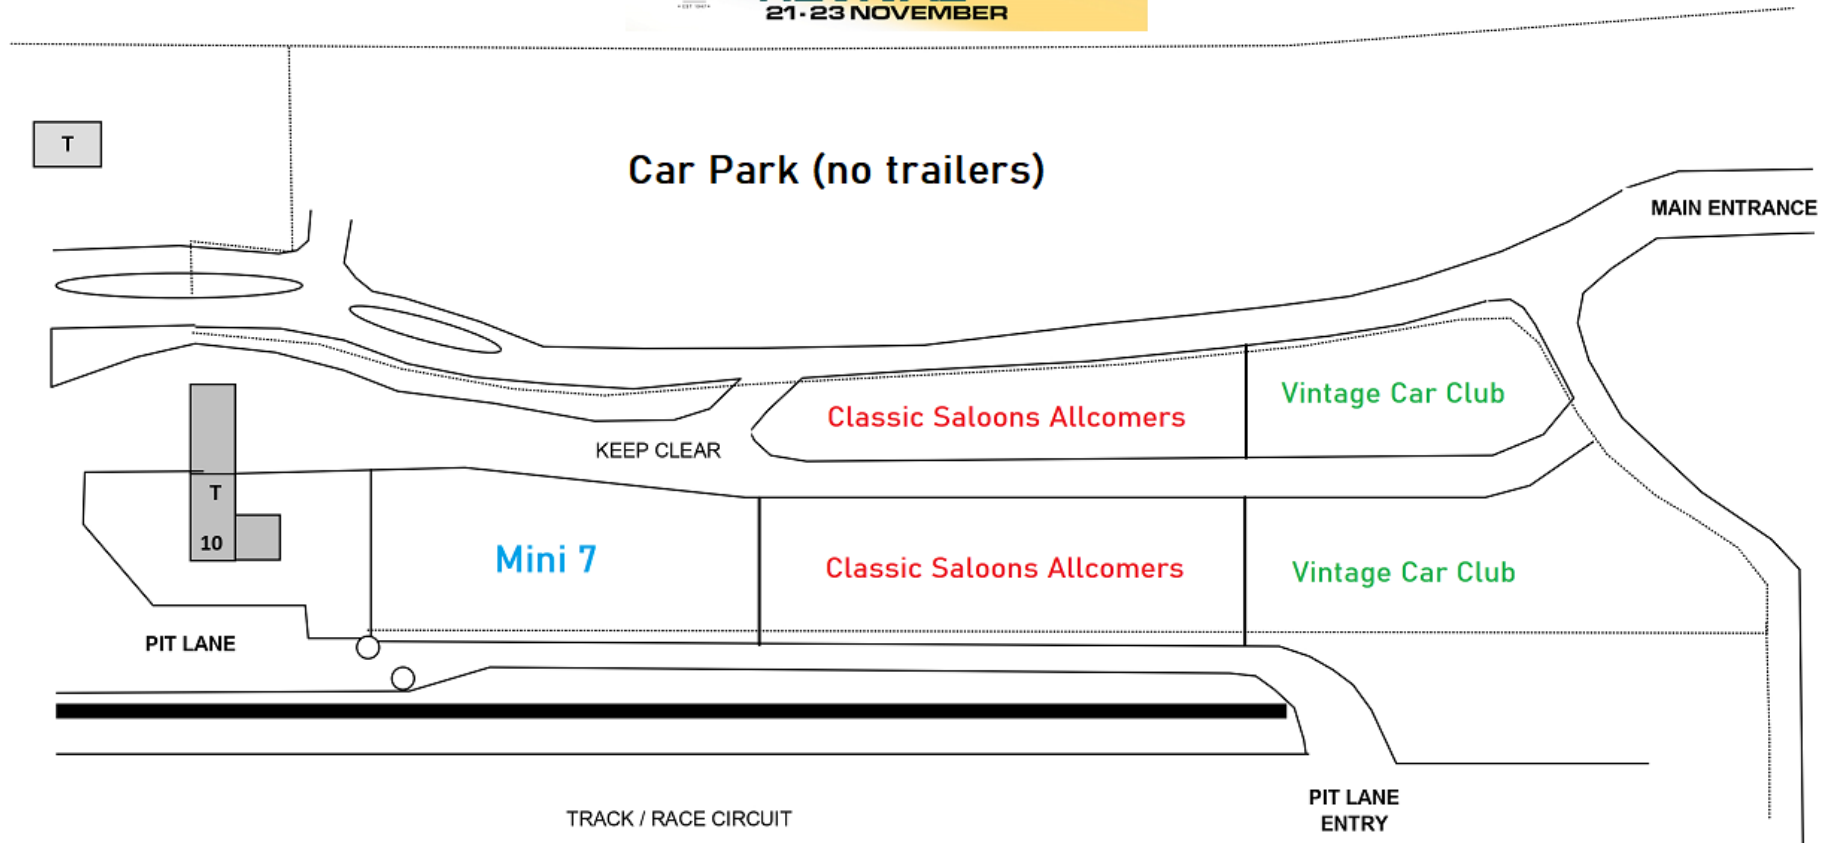 21-23 NOVEMBER
T
Car Park (no trailers)
MAIN ENTRANCE
Vintage Car Club
Classic Saloons Allcomers
KEEP CLEAR
T
10
Mini 7
Classic Saloons Allcomers
Vintage Car Club
PIT LANE
PIT LANE
ENTRY
TRACK / RACE CIRCUIT